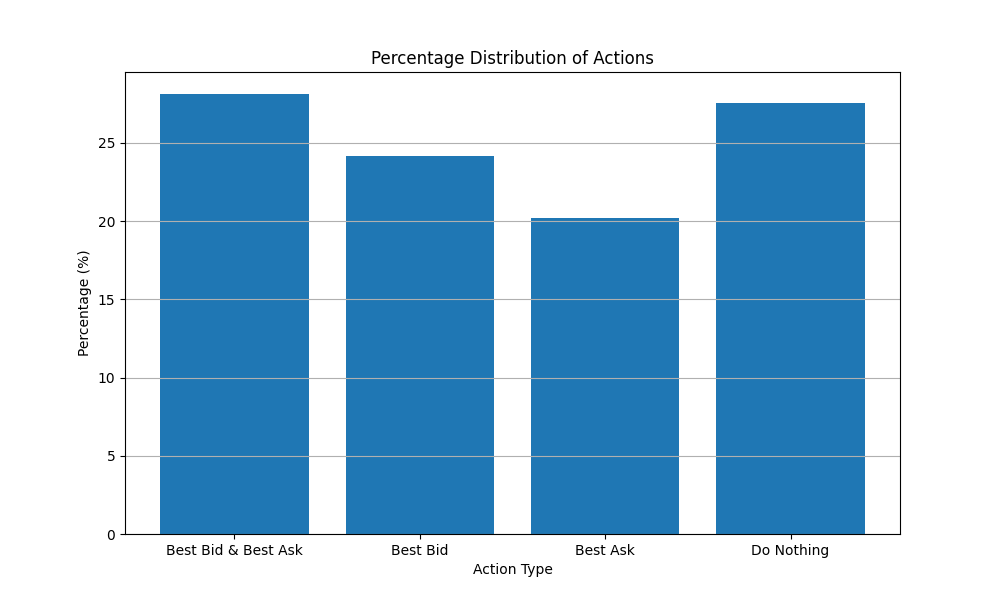 Percentage Distribution of Actions
25
20
15
10
5
0
Percentage (%)
Best Bid & Best Ask
Best Bid
Best Ask
Do Nothing
Action Type